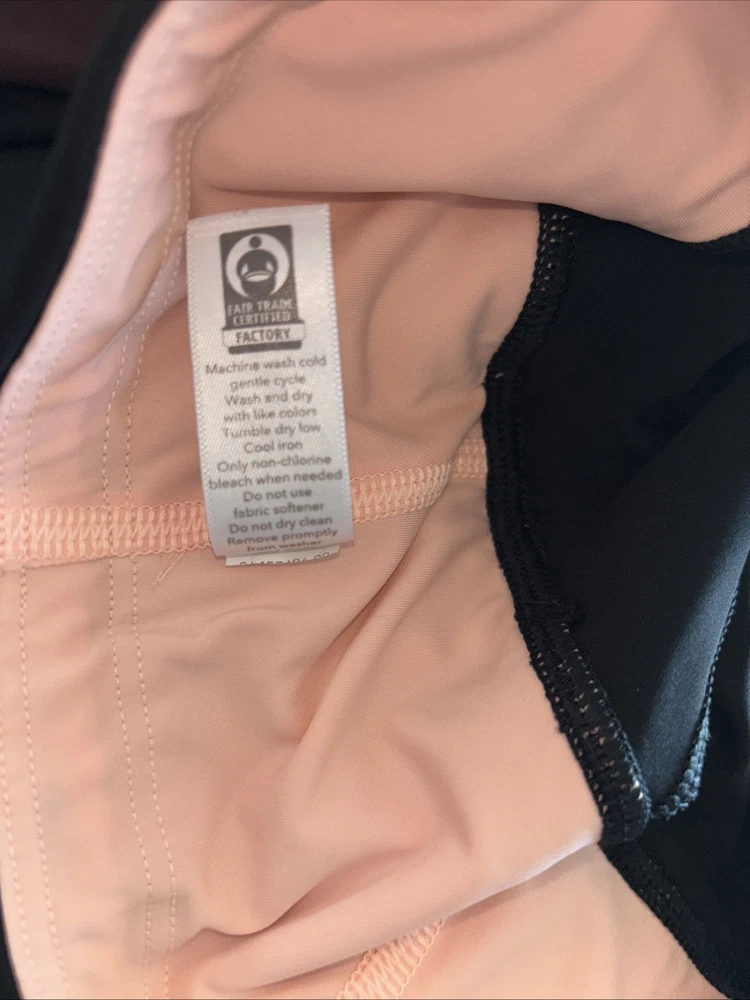 FAIR TRADE
CERTIFIED
FACTORY
Machine wash cold
gentle cycle
Wash and dry
with like colors
Tumble dry low
Cool iron
Only non-chlorine
bleach when needed
Do not use
fabric softener
Do not dry clean
Remove promptly
from washer